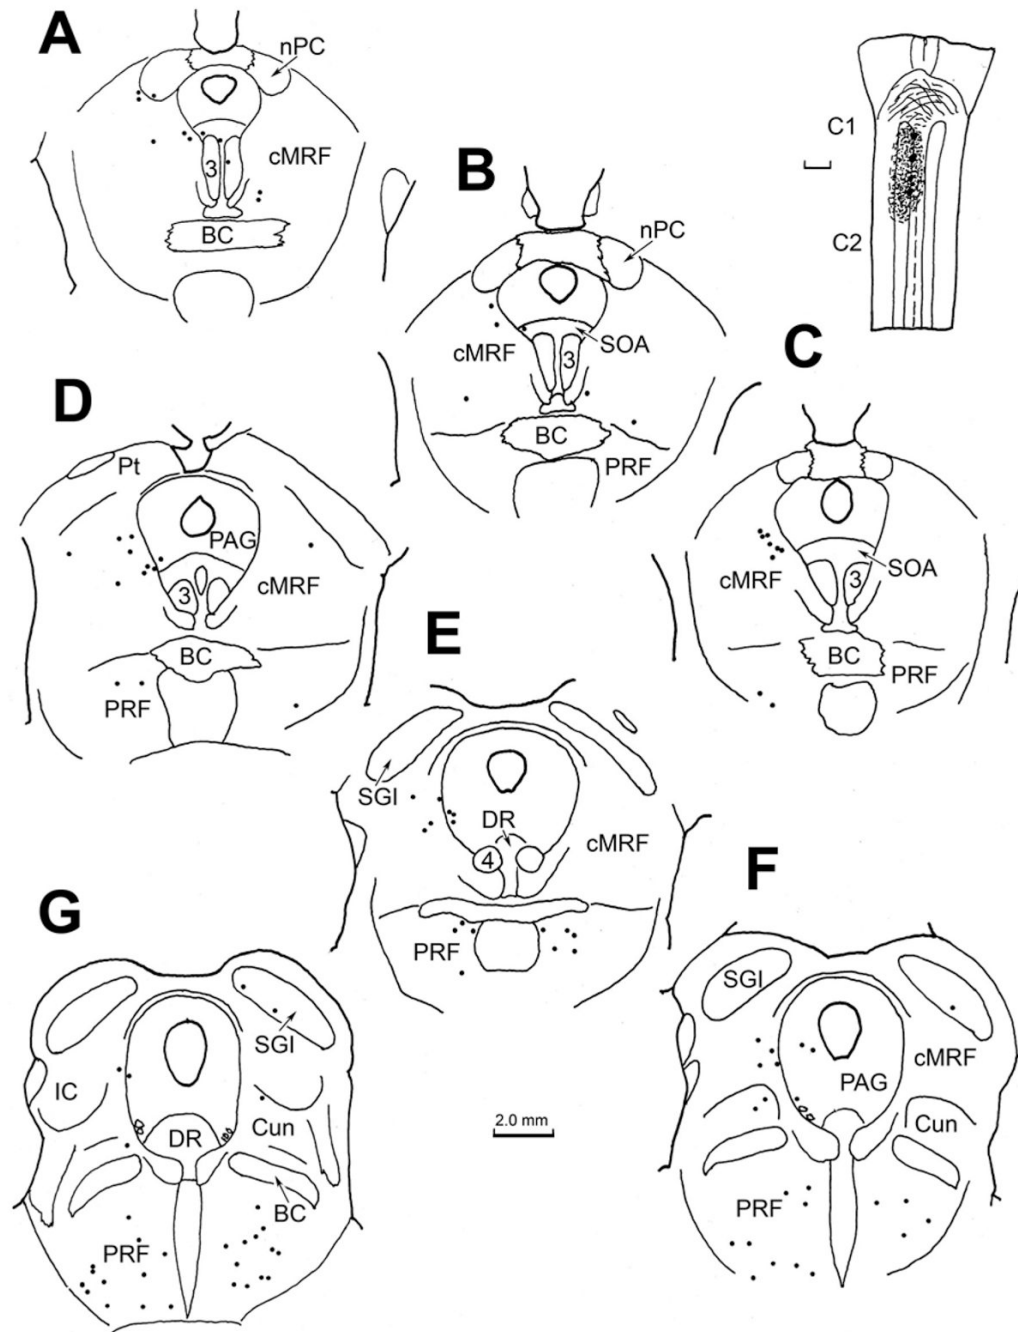 A
nPC
3
cMRF
BC
C1
C2
B
nPC
cMRF
SOA
3
BC
PRF
C
cMRF
SOA
3
BC
PRF
D
Pt
PAG
3
cMRF
BC
PRF
E
SGI
DR
4
cMRF
PRF
F
SGI
cMRF
PAG
Cun
PRF
G
SGI
IC
DR
Cun
BC
PRF
2.0 mm